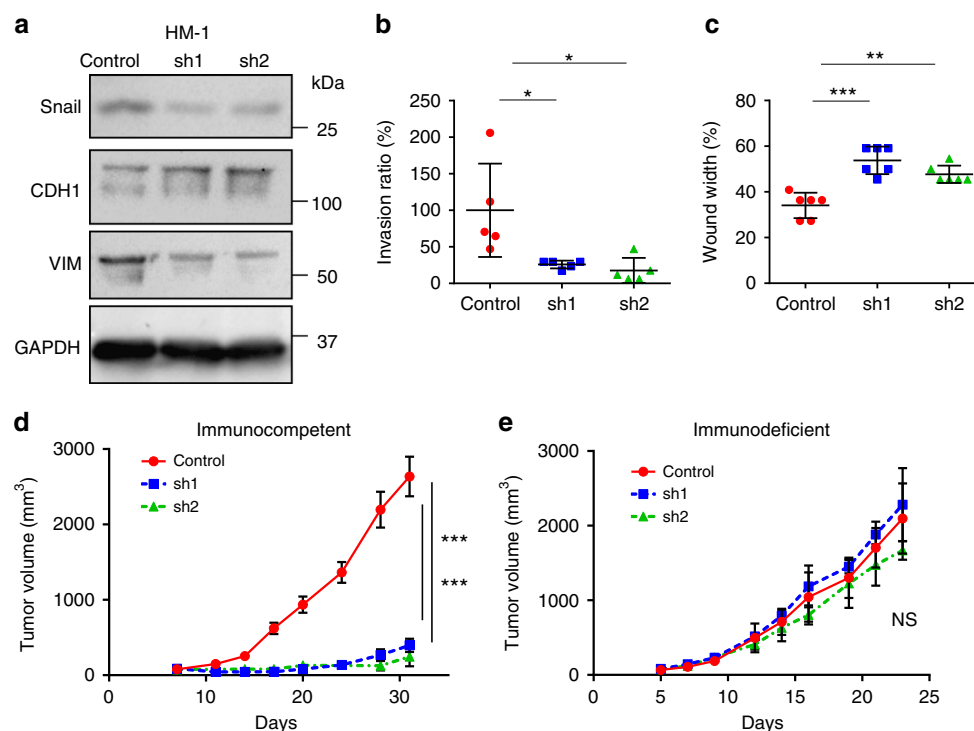 a
HM-1
Control sh1 sh2
kDa
Snail
25
CDH1
100
VIM
50
GAPDH
37
b
*
*
Invasion ratio (%)
250
200
150
100
50
0
Control sh1 sh2
c
**
***
Wound width (%)
80
60
40
20
0
Control sh1 sh2
d
Immunocompetent
Tumor volume (mm³)
3000
2000
1000
0
Control
sh1
sh2
***
***
0 10 20 30
Days
e
Immunodeficient
Tumor volume (mm³)
3000
2000
1000
0
Control
sh1
sh2
NS
0 5 10 15 20 25
Days